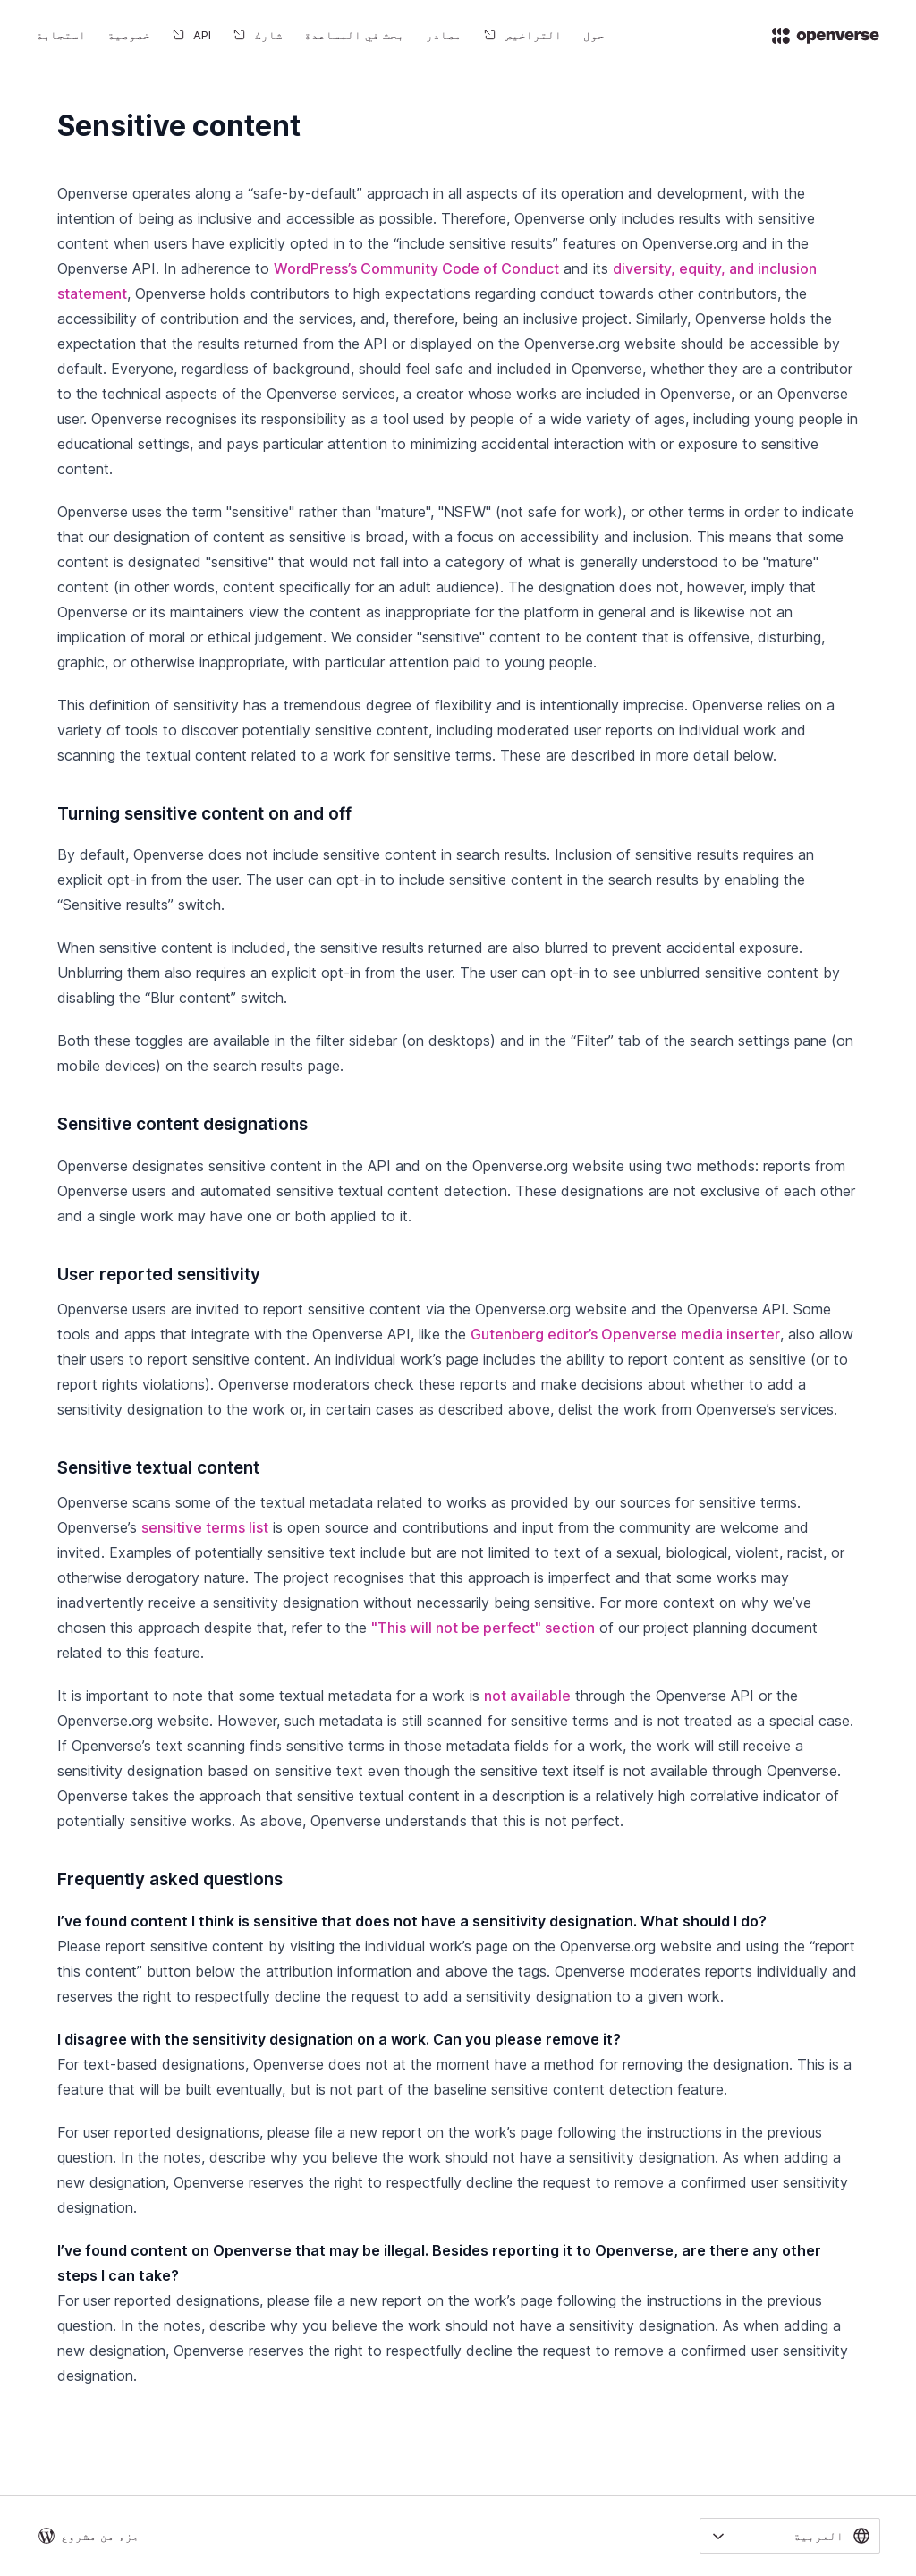 openverse
حول
التراخيص
مصادر
بحث في المساعدة
شارك
API
خصوصية
استجابة
Sensitive content
Openverse operates along a “safe-by-default” approach in all aspects of its operation and development, with the
intention of being as inclusive and accessible as possible. Therefore, Openverse only includes results with sensitive
content when users have explicitly opted in to the “include sensitive results” features on Openverse.org and in the
Openverse API. In adherence to WordPress’s Community Code of Conduct and its diversity, equity, and inclusion
statement, Openverse holds contributors to high expectations regarding conduct towards other contributors, the
accessibility of contribution and the services, and, therefore, being an inclusive project. Similarly, Openverse holds the
expectation that the results returned from the API or displayed on the Openverse.org website should be accessible by
default. Everyone, regardless of background, should feel safe and included in Openverse, whether they are a contributor
to the technical aspects of the Openverse services, a creator whose works are included in Openverse, or an Openverse
user. Openverse recognises its responsibility as a tool used by people of a wide variety of ages, including young people in
educational settings, and pays particular attention to minimizing accidental interaction with or exposure to sensitive
content.
Openverse uses the term "sensitive" rather than "mature", "NSFW" (not safe for work), or other terms in order to indicate
that our designation of content as sensitive is broad, with a focus on accessibility and inclusion. This means that some
content is designated "sensitive" that would not fall into a category of what is generally understood to be "mature"
content (in other words, content specifically for an adult audience). The designation does not, however, imply that
Openverse or its maintainers view the content as inappropriate for the platform in general and is likewise not an
implication of moral or ethical judgement. We consider "sensitive" content to be content that is offensive, disturbing,
graphic, or otherwise inappropriate, with particular attention paid to young people.
This definition of sensitivity has a tremendous degree of flexibility and is intentionally imprecise. Openverse relies on a
variety of tools to discover potentially sensitive content, including moderated user reports on individual work and
scanning the textual content related to a work for sensitive terms. These are described in more detail below.
Turning sensitive content on and off
By default, Openverse does not include sensitive content in search results. Inclusion of sensitive results requires an
explicit opt-in from the user. The user can opt-in to include sensitive content in the search results by enabling the
“Sensitive results” switch.
When sensitive content is included, the sensitive results returned are also blurred to prevent accidental exposure.
Unblurring them also requires an explicit opt-in from the user. The user can opt-in to see unblurred sensitive content by
disabling the “Blur content” switch.
Both these toggles are available in the filter sidebar (on desktops) and in the “Filter” tab of the search settings pane (on
mobile devices) on the search results page.
Sensitive content designations
Openverse designates sensitive content in the API and on the Openverse.org website using two methods: reports from
Openverse users and automated sensitive textual content detection. These designations are not exclusive of each other
and a single work may have one or both applied to it.
User reported sensitivity
Openverse users are invited to report sensitive content via the Openverse.org website and the Openverse API. Some
tools and apps that integrate with the Openverse API, like the Gutenberg editor’s Openverse media inserter, also allow
their users to report sensitive content. An individual work’s page includes the ability to report content as sensitive (or to
report rights violations). Openverse moderators check these reports and make decisions about whether to add a
sensitivity designation to the work or, in certain cases as described above, delist the work from Openverse’s services.
Sensitive textual content
Openverse scans some of the textual metadata related to works as provided by our sources for sensitive terms.
Openverse’s sensitive terms list is open source and contributions and input from the community are welcome and
invited. Examples of potentially sensitive text include but are not limited to text of a sexual, biological, violent, racist, or
otherwise derogatory nature. The project recognises that this approach is imperfect and that some works may
inadvertently receive a sensitivity designation without necessarily being sensitive. For more context on why we’ve
chosen this approach despite that, refer to the "This will not be perfect" section of our project planning document
related to this feature.
It is important to note that some textual metadata for a work is not available through the Openverse API or the
Openverse.org website. However, such metadata is still scanned for sensitive terms and is not treated as a special case.
If Openverse’s text scanning finds sensitive terms in those metadata fields for a work, the work will still receive a
sensitivity designation based on sensitive text even though the sensitive text itself is not available through Openverse.
Openverse takes the approach that sensitive textual content in a description is a relatively high correlative indicator of
potentially sensitive works. As above, Openverse understands that this is not perfect.
Frequently asked questions
I’ve found content I think is sensitive that does not have a sensitivity designation. What should I do?
Please report sensitive content by visiting the individual work’s page on the Openverse.org website and using the “report
this content” button below the attribution information and above the tags. Openverse moderates reports individually and
reserves the right to respectfully decline the request to add a sensitivity designation to a given work.
I disagree with the sensitivity designation on a work. Can you please remove it?
For text-based designations, Openverse does not at the moment have a method for removing the designation. This is a
feature that will be built eventually, but is not part of the baseline sensitive content detection feature.
For user reported designations, please file a new report on the work’s page following the instructions in the previous
question. In the notes, describe why you believe the work should not have a sensitivity designation. As when adding a
new designation, Openverse reserves the right to respectfully decline the request to remove a confirmed user sensitivity
designation.
I’ve found content on Openverse that may be illegal. Besides reporting it to Openverse, are there any other
steps I can take?
For user reported designations, please file a new report on the work’s page following the instructions in the previous
question. In the notes, describe why you believe the work should not have a sensitivity designation. As when adding a
new designation, Openverse reserves the right to respectfully decline the request to remove a confirmed user sensitivity
designation.
العربية
جزء من مشروع